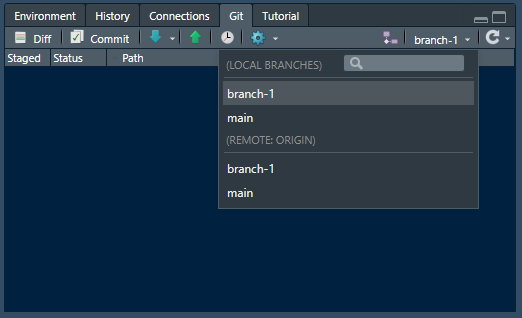 Environment History Connections Git Tutorial
Diff Commit branch-1
Staged Status Path
(LOCAL BRANCHES)
branch-1
main
(REMOTE: ORIGIN)
branch-1
main